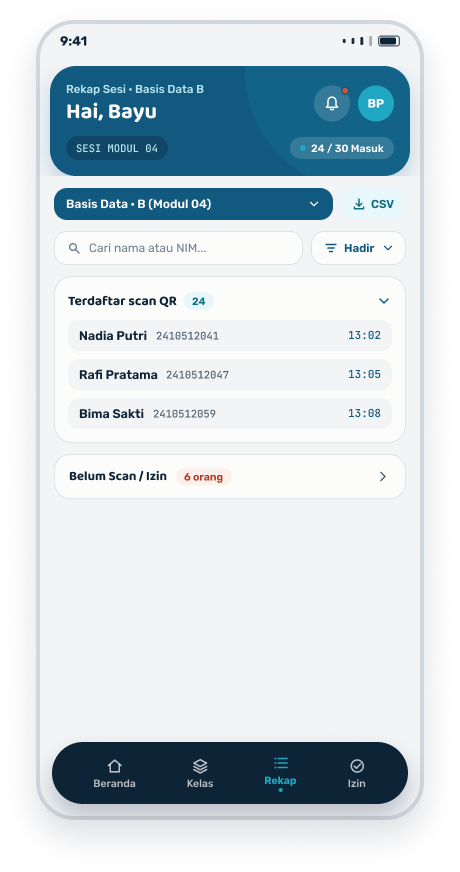 9:41
Rekap Sesi • Basis Data B
Hai, Bayu
BP
SESI MODUL 04
24 / 30 Masuk
Basis Data • B (Modul 04)
CSV
Cari nama atau NIM...
Hadir
Terdaftar scan QR 24
Nadia Putri 2410512041 13:02
Rafi Pratama 2410512047 13:05
Bima Sakti 2410512059 13:08
Belum Scan / Izin 6 orang
Beranda Kelas Rekap Izin